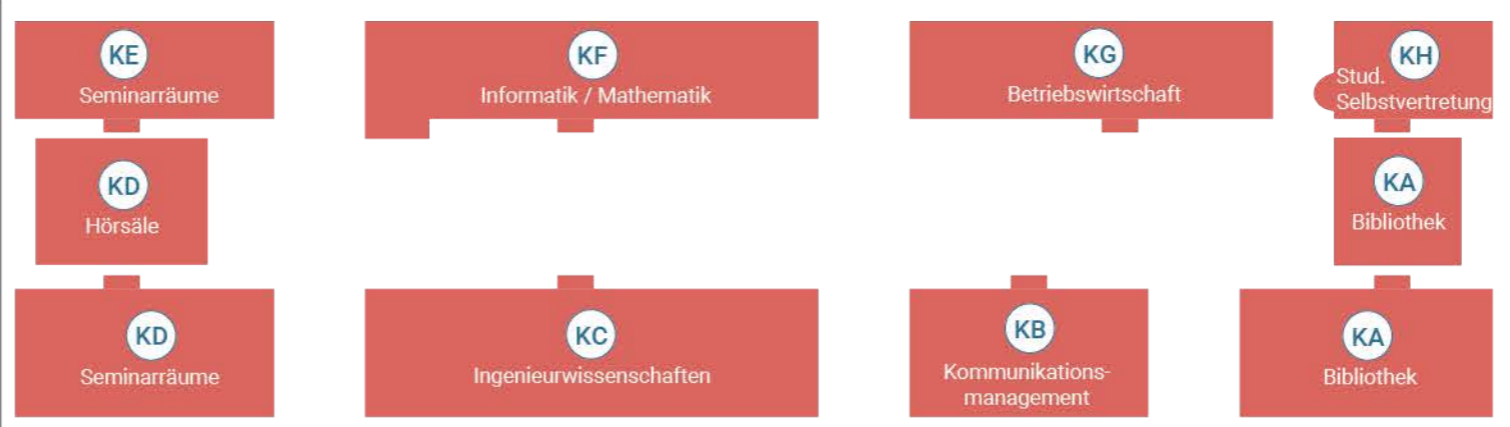 KE
Seminarräume
KF
Informatik / Mathematik
KG
Betriebswirtschaft
KH
Stud.
Selbstvertretung
KD
Hörsäle
KA
Bibliothek
KD
Seminarräume
KC
Ingenieurwissenschaften
KB
Kommunikations-
management
KA
Bibliothek